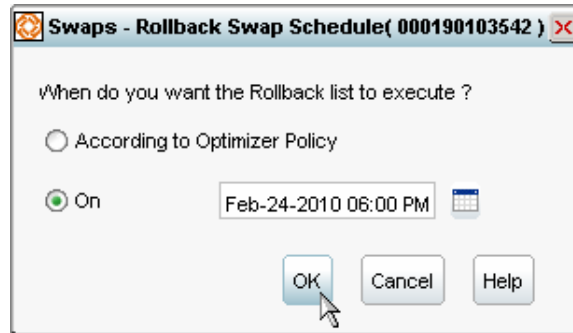 Swaps - Rollback Swap Schedule( 000190103542 )
When do you want the Rollback list to execute ?
According to Optimizer Policy
On
Feb-24-2010 06:00 PM
OK
Cancel
Help